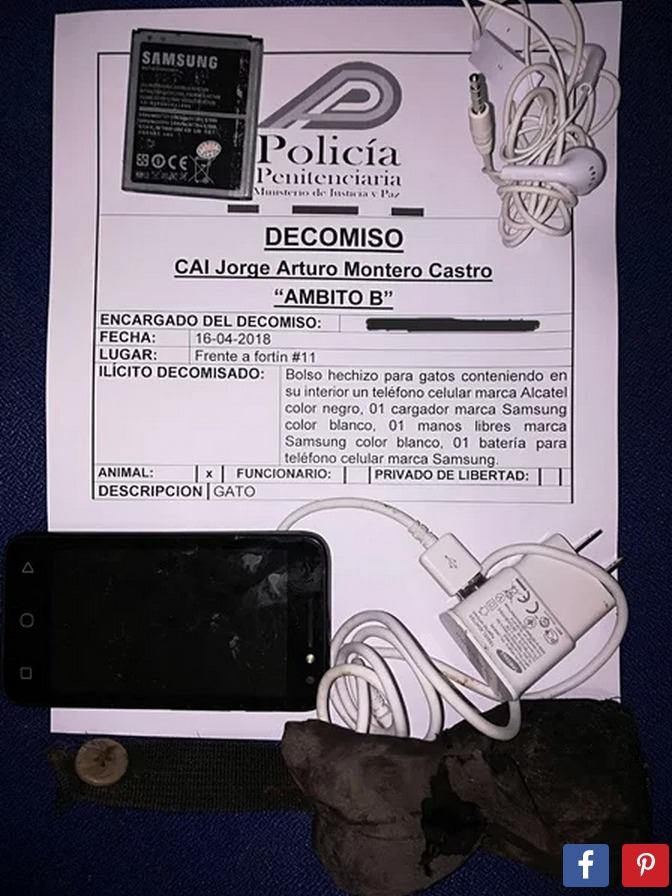 SAMSUNG
Policía
Penitenciaria
Ministerio de Justicia y Paz
DECOMISO
CAI Jorge Arturo Montero Castro
“AMBITO B”
ENCARGADO DEL DECOMISO:
FECHA: 16-04-2018
LUGAR: Frente a fortín #11
ILÍCITO DECOMISADO: Bolso hechizo para gatos conteniendo en
su interior un teléfono celular marca Alcatel
color negro, 01 cargador marca Samsung
color blanco, 01 manos libres marca
Samsung color blanco, 01 batería para
teléfono celular marca Samsung.
ANIMAL: x FUNCIONARIO: PRIVADO DE LIBERTAD:
DESCRIPCION GATO